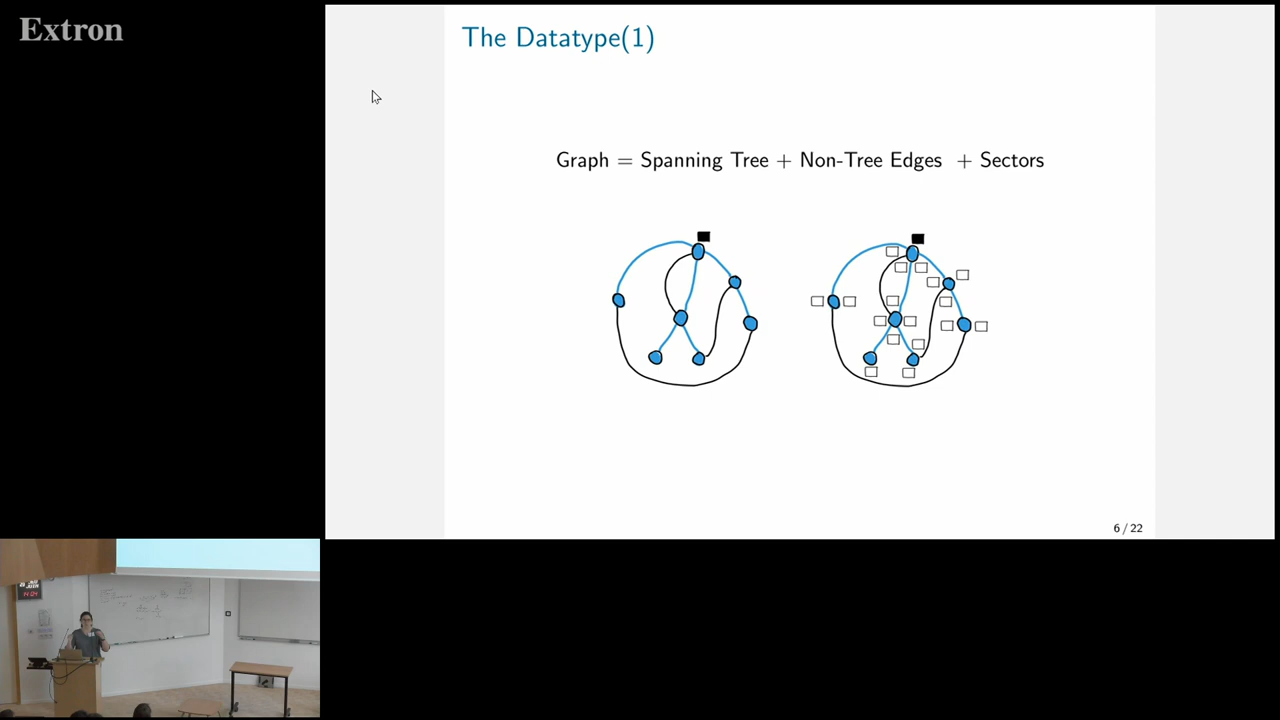 Extron
The Datatype(1)
Graph = Spanning Tree + Non-Tree Edges + Sectors
6 / 22